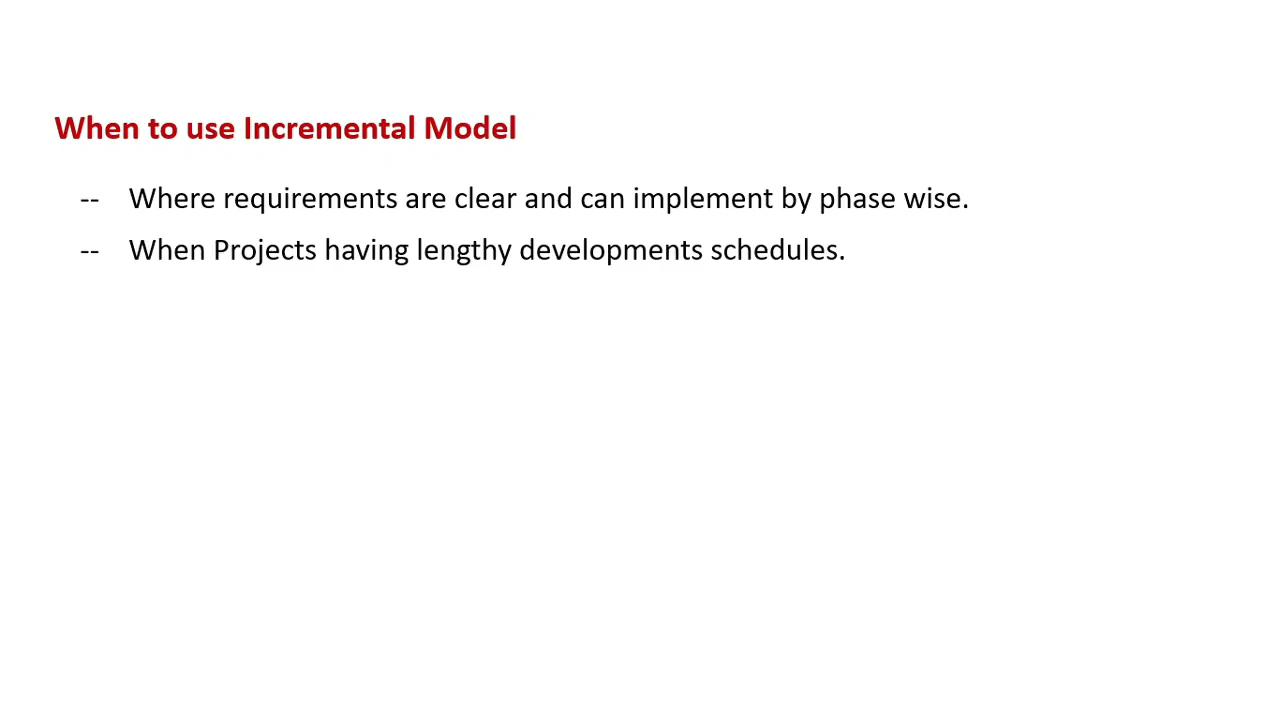 When to use Incremental Model
-- Where requirements are clear and can implement by phase wise.
-- When Projects having lengthy developments schedules.